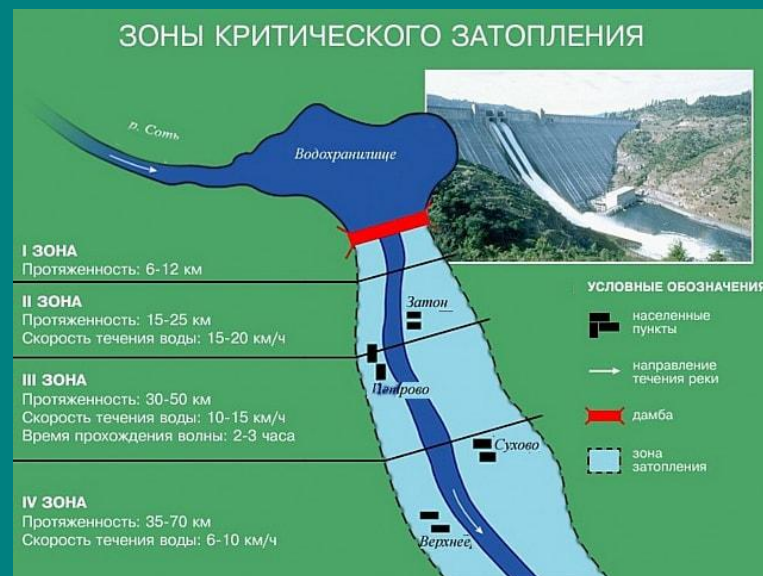 ЗОНЫ КРИТИЧЕСКОГО ЗАТОПЛЕНИЯ
р. Соть
Водохранилище
I ЗОНА
Протяженность: 6-12 км
II ЗОНА
Протяженность: 15-25 км
Скорость течения воды: 15-20 км/ч
III ЗОНА
Протяженность: 30-50 км
Скорость течения воды: 10-15 км/ч
Время прохождения волны: 2-3 часа
IV ЗОНА
Протяженность: 35-70 км
Скорость течения воды: 6-10 км/ч
Затон
Петрово
Сухово
Верхнее
УСЛОВНЫЕ ОБОЗНАЧЕНИЯ
населенные
пункты
направление
течения реки
дамба
зона
затопления